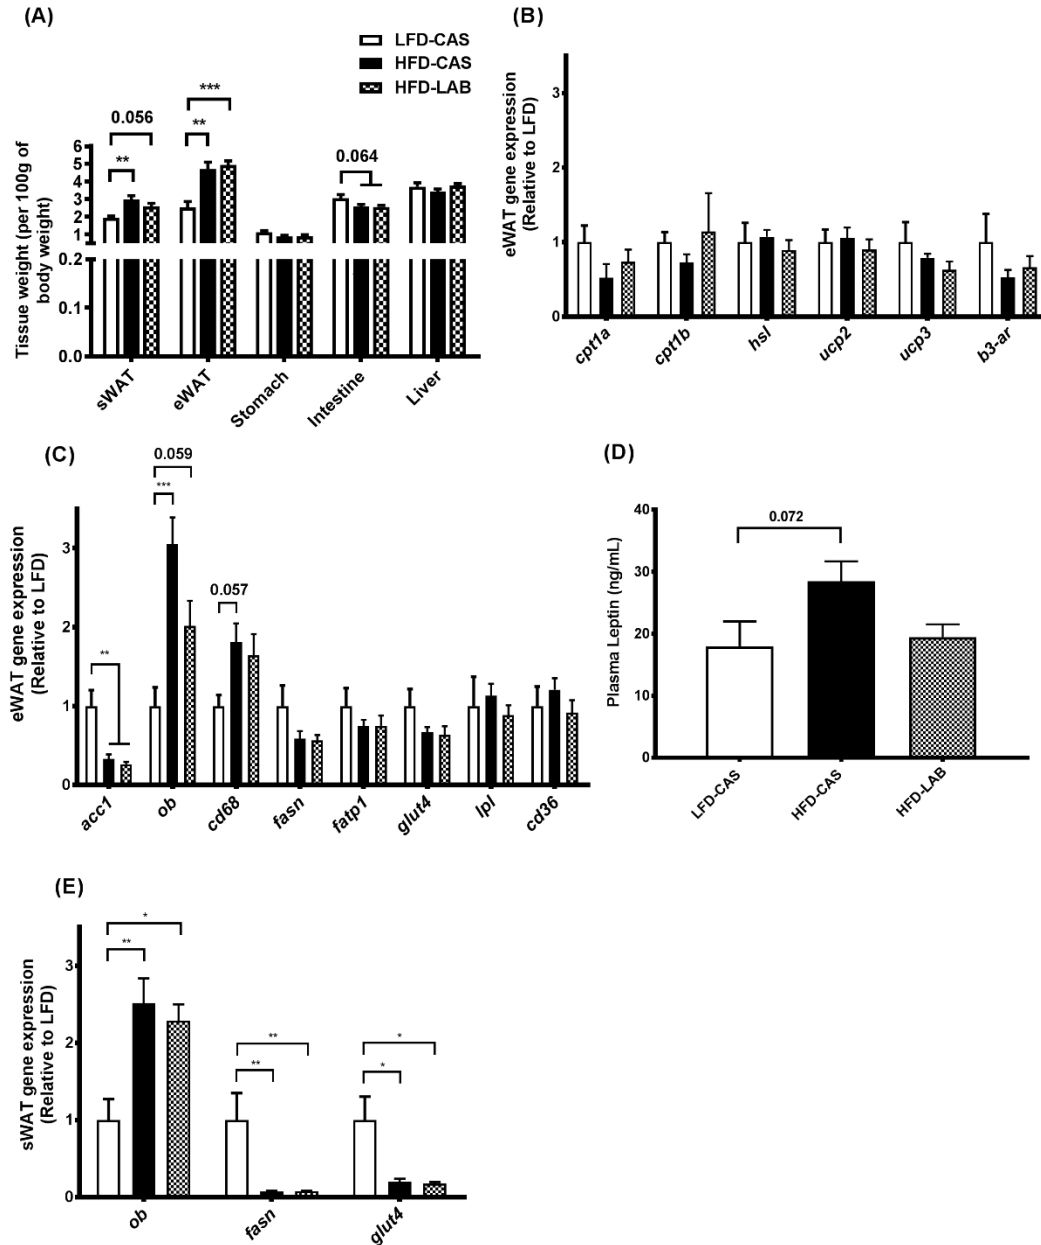 (A)
LFD-CAS
HFD-CAS
HFD-LAB
***
0.056
**
**
0.064
Tissue weight (per 100g of
body weight)
6
5
4
3
2
1
0.2
0.1
0.0
sWAT
eWAT
Stomach
Intestine
Liver
(B)
eWAT gene expression
(Relative to LFD)
3
2
1
0
cpt1a
cpt1b
hsl
ucp2
ucp3
b3-ar
(C)
0.059
***
0.057
**
eWAT gene expression
(Relative to LFD)
3
2
1
0
acc1
ob
cd68
fasn
fatp1
glut4
lpl
cd36
(D)
0.072
Plasma Leptin (ng/mL)
40
30
20
10
0
LFD-CAS
HFD-CAS
HFD-LAB
(E)
*
**
**
**
*
*
sWAT gene expression
(Relative to LFD)
3
2
1
0
ob
fasn
glut4